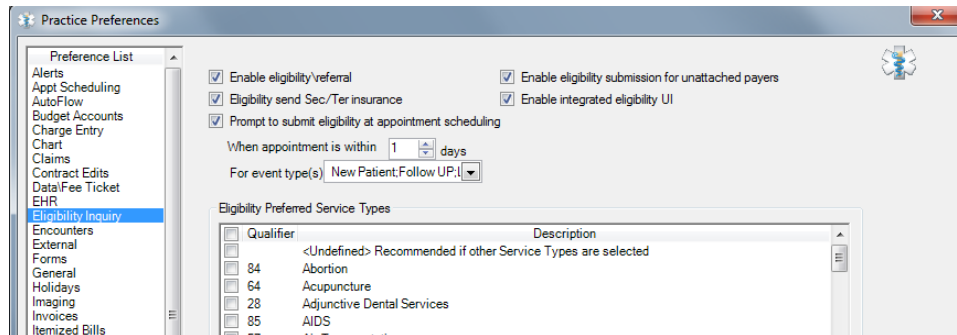 Practice Preferences
Preference List
Alerts
Appt Scheduling
AutoFlow
Budget Accounts
Charge Entry
Chart
Claims
Contract Edits
Data\Fee Ticket
EHR
Eligibility Inquiry
Encounters
External
Forms
General
Holidays
Imaging
Invoices
Itemized Bills
Enable eligibility\referral
Enable eligibility submission for unattached payers
Eligibility send Sec/Ter insurance
Enable integrated eligibility UI
Prompt to submit eligibility at appointment scheduling
When appointment is within 1 days
For event type(s) New Patient;Follow UP;L
Eligibility Preferred Service Types
Qualifier Description
<Undefined> Recommended if other Service Types are selected
84 Abortion
64 Acupuncture
28 Adjunctive Dental Services
85 AIDS